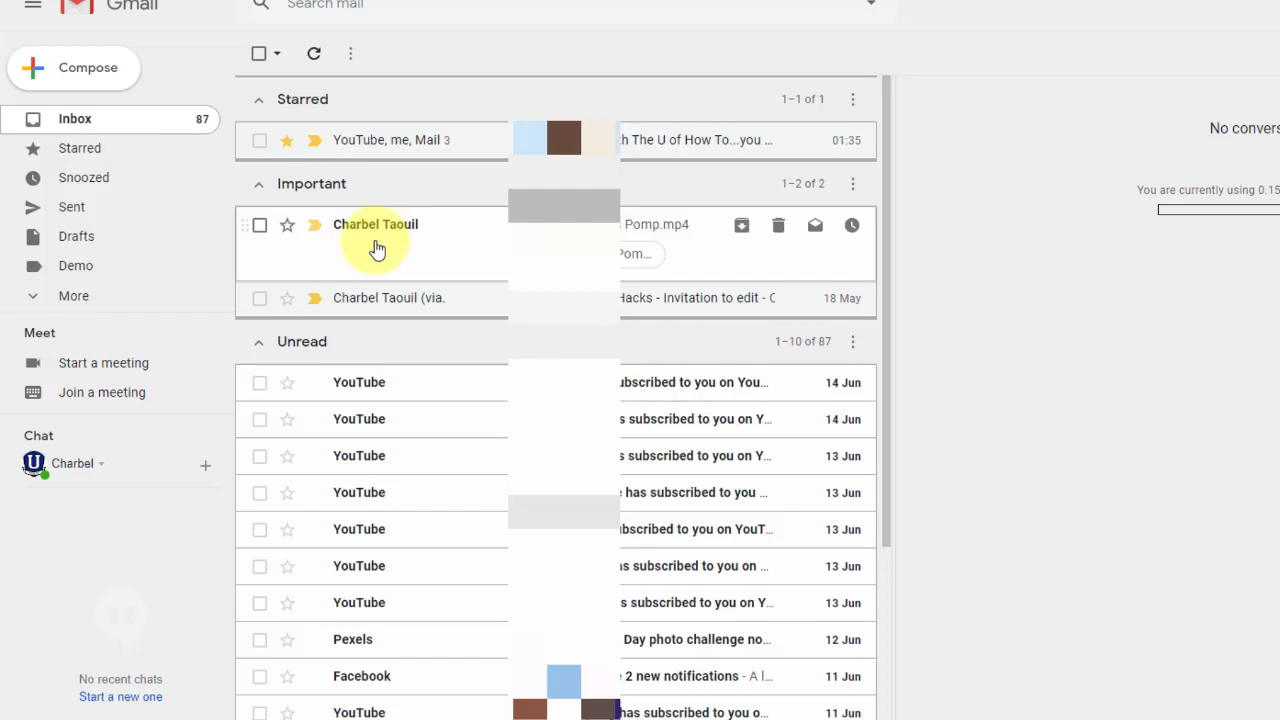 Gmail
Search mail
Compose
Inbox 87
Starred
Snoozed
Sent
Drafts
Demo
More
Meet
Start a meeting
Join a meeting
Chat
U Charbel
No recent chats
Start a new one
Starred 1–1 of 1
YouTube, me, Mail 3 h The U of How To...you ... 01:35
Important 1–2 of 2
Charbel Taouil Pomp.mp4
Pom...
Charbel Taouil (via. Hacks - Invitation to edit - 18 May
Unread 1–10 of 87
YouTube ubscribed to you on You... 14 Jun
YouTube s subscribed to you on Y... 14 Jun
YouTube s subscribed to you on Y... 13 Jun
YouTube e has subscribed to you ... 13 Jun
YouTube ubscribed to you on YouT... 13 Jun
YouTube as subscribed to you on ... 13 Jun
YouTube s subscribed to you on Y... 13 Jun
Pexels Day photo challenge no... 12 Jun
Facebook 2 new notifications - A l... 11 Jun
YouTube has subscribed to you o... 11 Jun
No convers
You are currently using 0.15